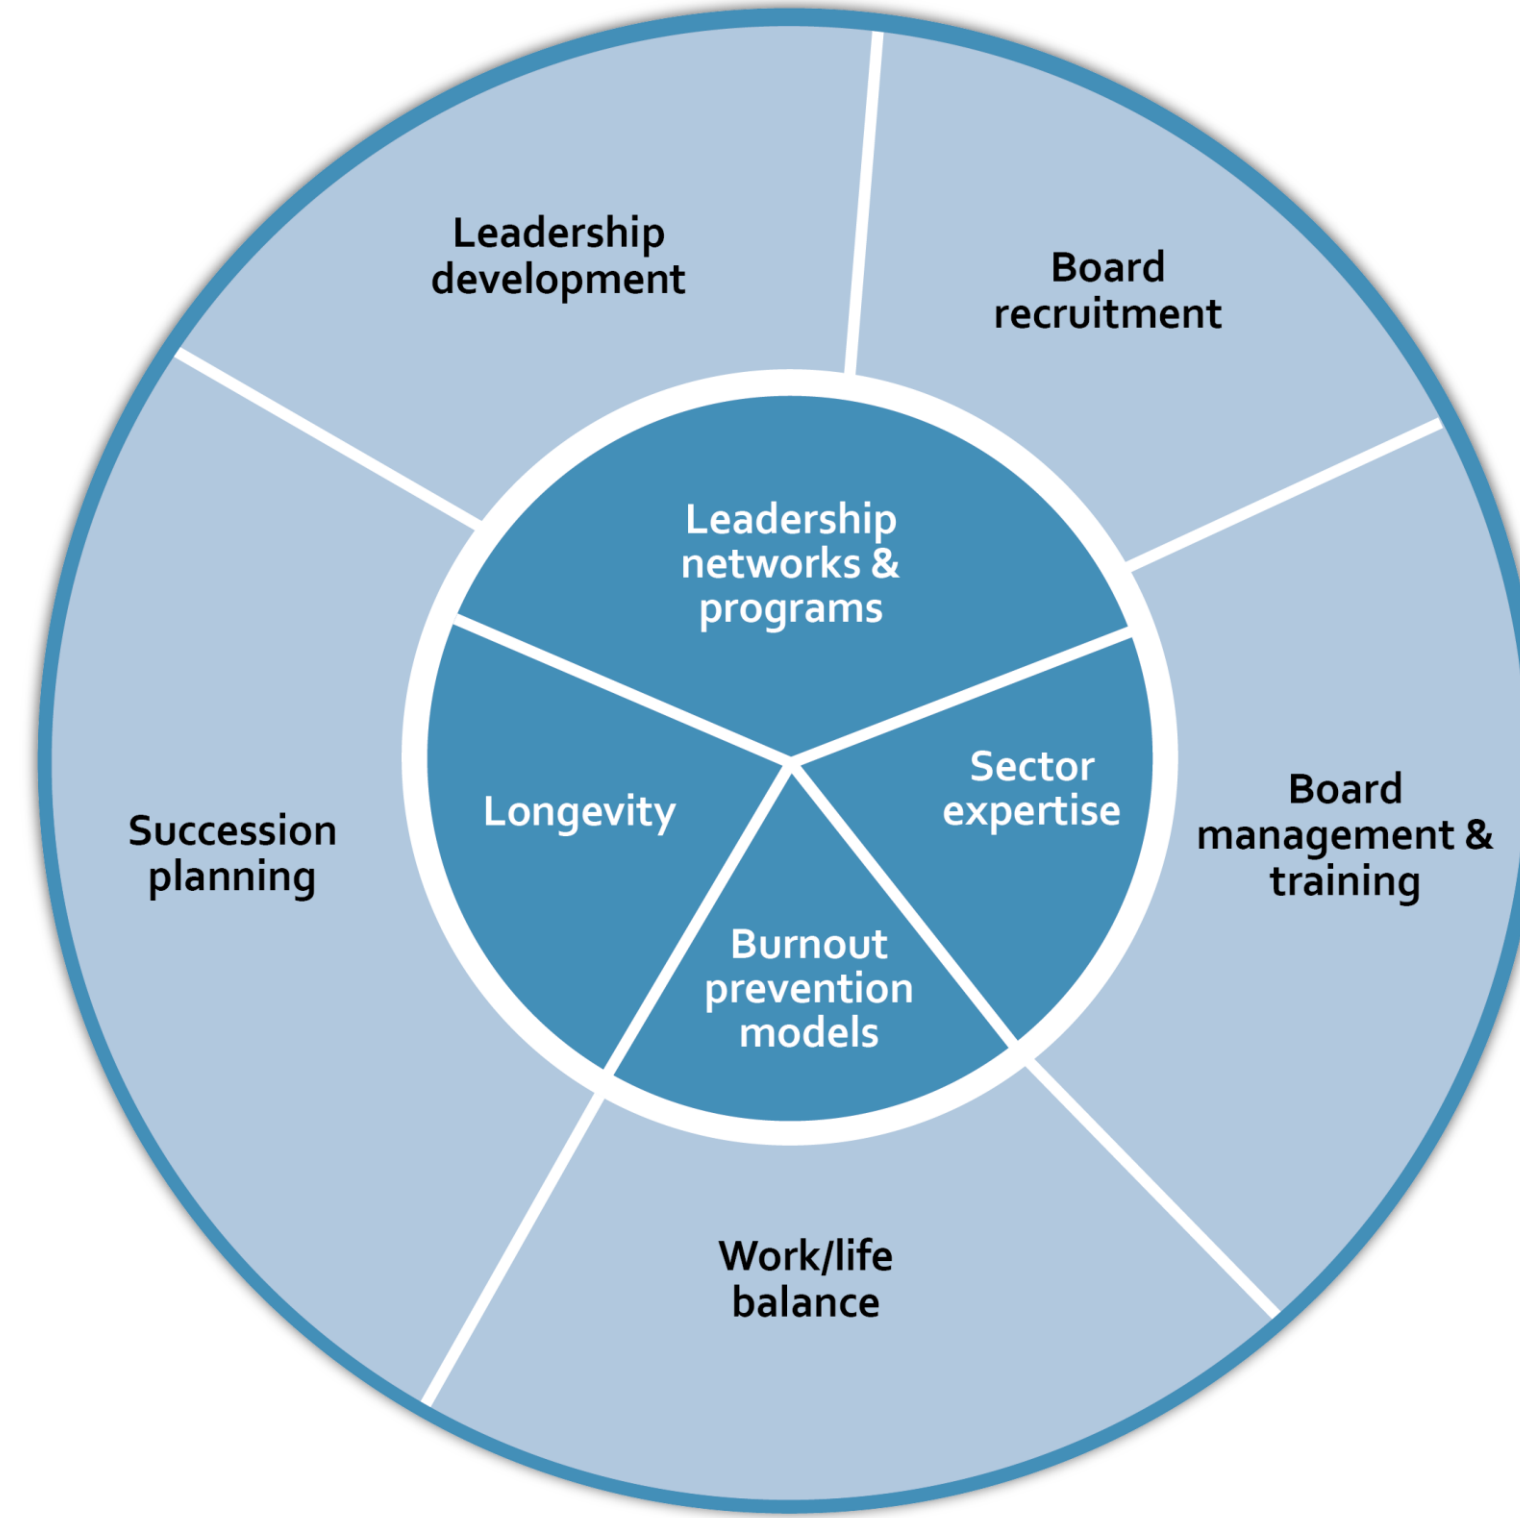 Leadership
development
Board
recruitment
Leadership
networks &
programs
Sector
expertise
Board
management &
training
Longevity
Succession
planning
Burnout
prevention
models
Work/life
balance